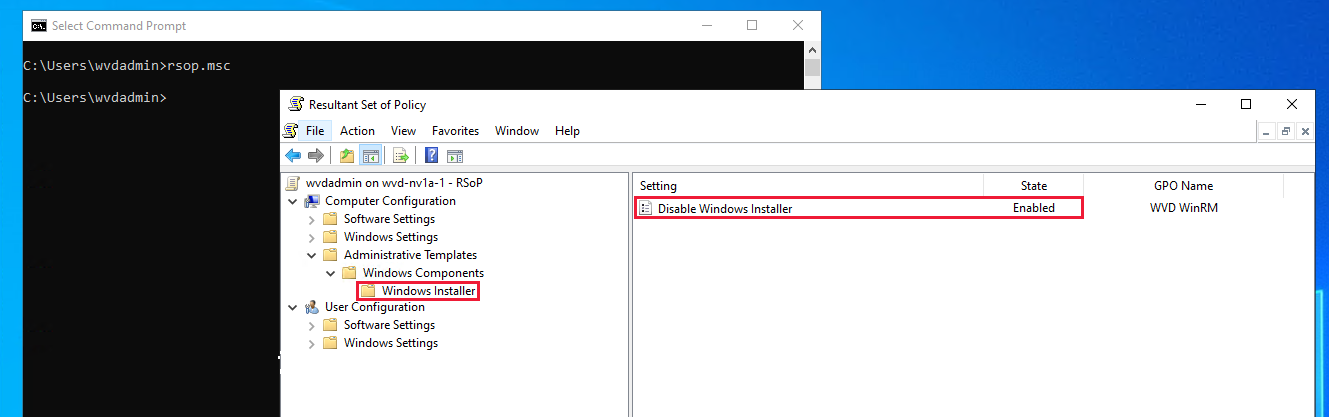 Select Command Prompt
C:\Users\wvdadmin>rsop.msc
C:\Users\wvdadmin>
Resultant Set of Policy
File Action View Favorites Window Help
wvdadmin on wvd-nv1a-1 - RSoP
Computer Configuration
Software Settings
Windows Settings
Administrative Templates
Windows Components
Windows Installer
User Configuration
Software Settings
Windows Settings
Setting State GPO Name
Disable Windows Installer Enabled WVD WinRM